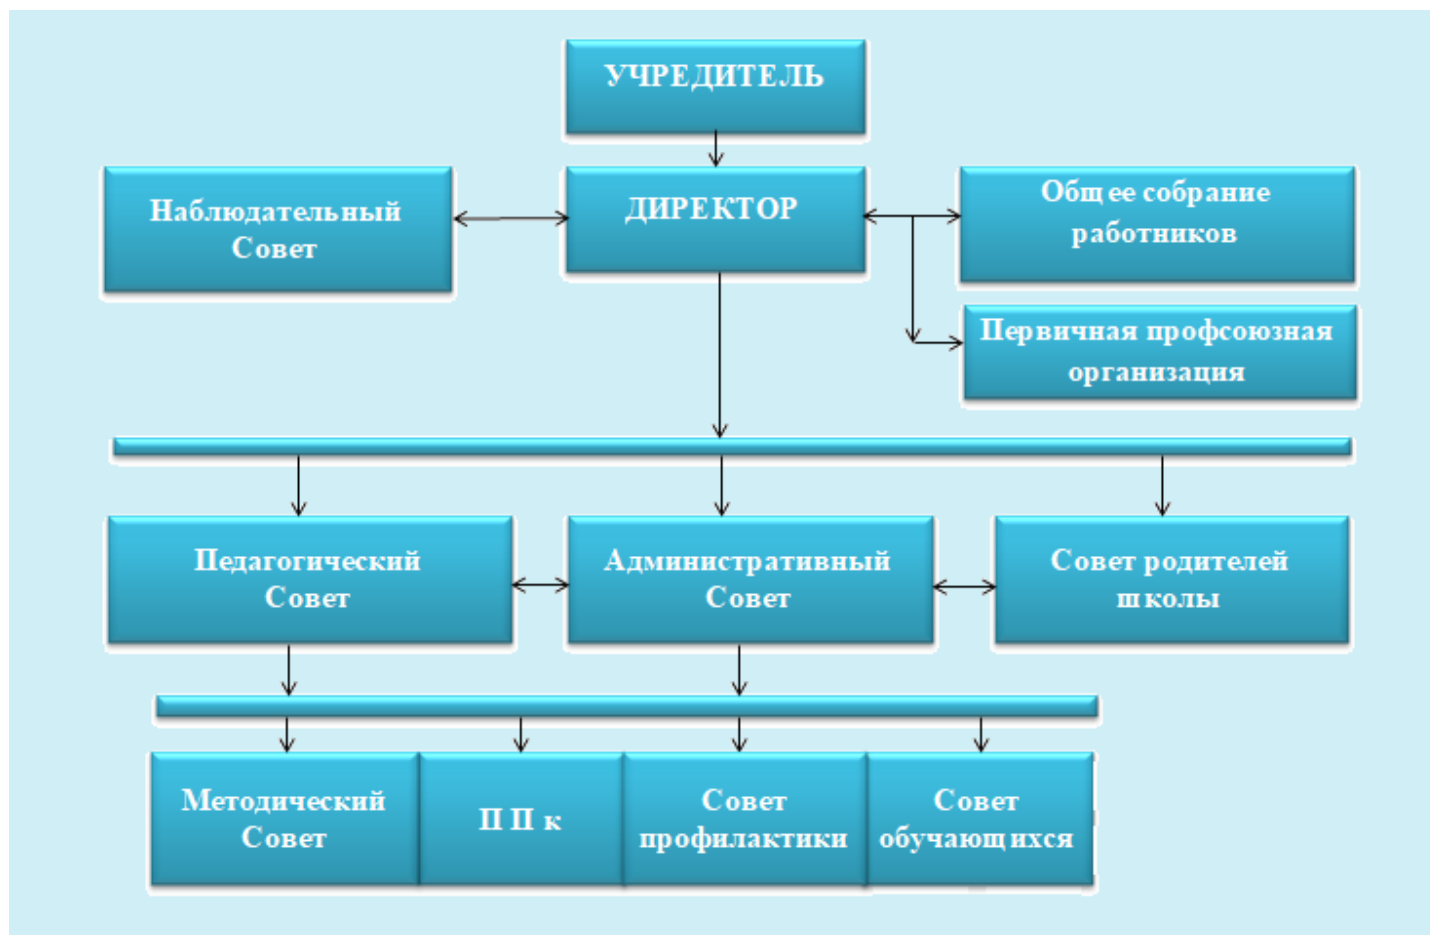 УЧРЕДИТЕЛЬ
Наблюдательный
Совет
ДИРЕКТОР
Общее собрание
работников
Первичная профсоюзная
организация
Педагогический
Совет
Административный
Совет
Совет родителей
школы
Методический
Совет
П П к
Совет
профилактики
Совет
обучающихся